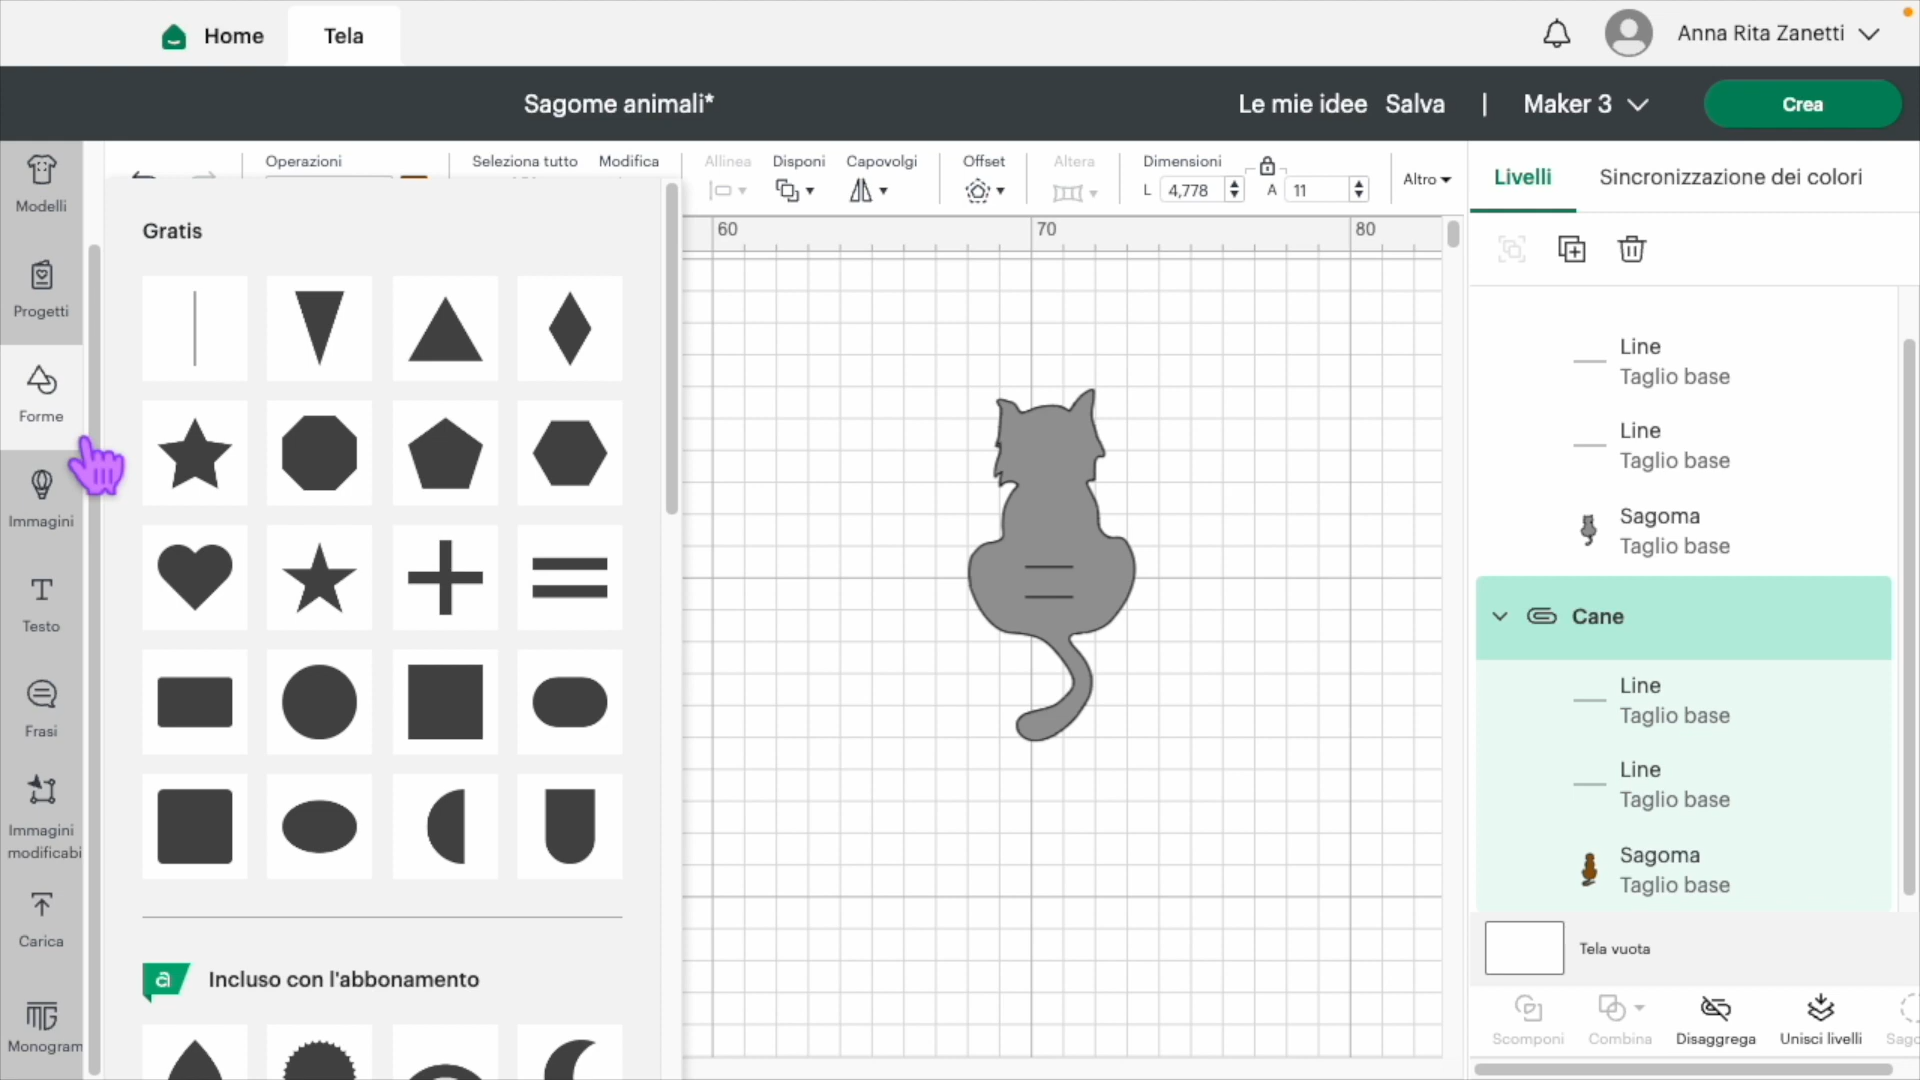 Home
Tela
Anna Rita Zanetti
Sagome animali*
Le mie idee
Salva
|
Maker 3
Crea
Modelli
Progetti
Forme
Immagini
Testo
Frasi
Immagini
modificabi
Carica
Monogram
Operazioni
Seleziona tutto
Modifica
Allinea
Disponi
Capovolgi
Offset
Altera
Dimensioni
L 4,778
A 11
Altro
Gratis
Incluso con l'abbonamento
a
60
70
80
Livelli
Sincronizzazione dei colori
Line
Taglio base
Line
Taglio base
Sagoma
Taglio base
Cane
Line
Taglio base
Line
Taglio base
Sagoma
Taglio base
Tela vuota
Scomponi
Combina
Disaggrega
Unisci livelli
Sago